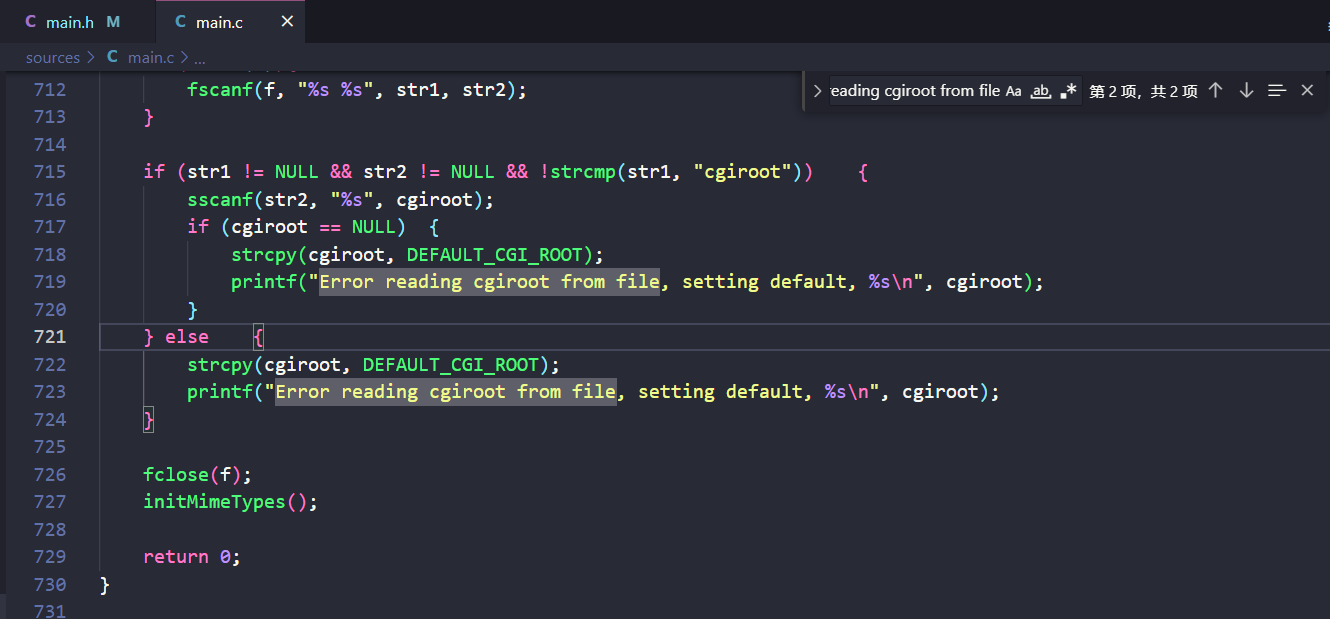 C main.h M C main.c ×
sources > C main.c > ...
reading cgiroot from file Aa ab .* 第 2 项，共 2 项 ↑ ↓ ×
712 fscanf(f, "%s %s", str1, str2);
713 }
714
715 if (str1 != NULL && str2 != NULL && !strcmp(str1, "cgiroot")) {
716 sscanf(str2, "%s", cgiroot);
717 if (cgiroot == NULL) {
718 strcpy(cgiroot, DEFAULT_CGI_ROOT);
719 printf("Error reading cgiroot from file, setting default, %s\n", cgiroot);
720 }
721 } else {
722 strcpy(cgiroot, DEFAULT_CGI_ROOT);
723 printf("Error reading cgiroot from file, setting default, %s\n", cgiroot);
724 }
725
726 fclose(f);
727 initMimeTypes();
728
729 return 0;
730 }
731